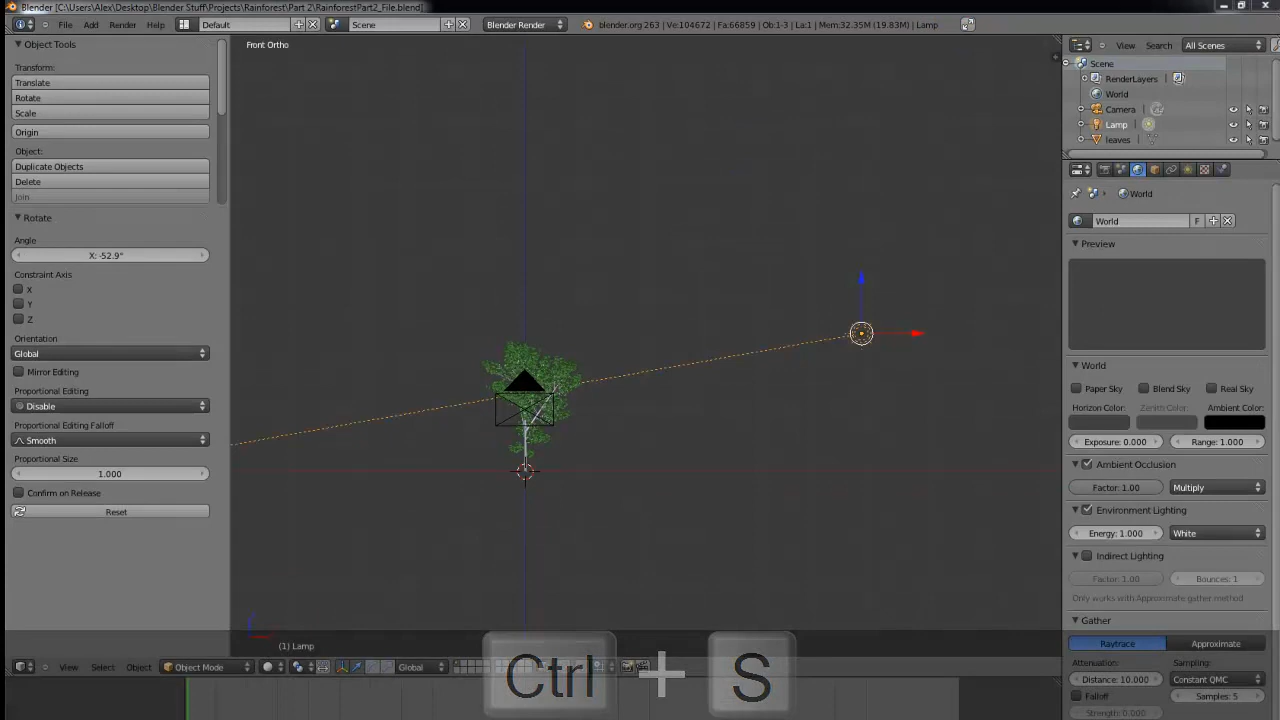 Blender [C:\Users\Alex\Desktop\Blender Stuff\Projects\Rainforest\Part 2\RainforestPart2_File.blend]
File Add Render Help Default Scene Blender Render blender.org 263 | Ve:104672 | Fa:66859 | Ob:1-3 | La:1 | Mem:32.35M (19.83M) | Lamp
Object Tools
Transform:
Translate
Rotate
Scale
Origin
Object:
Duplicate Objects
Delete
Join
Rotate
Angle
X: -52.9°
Constraint Axis
X
Y
Z
Orientation
Global
Mirror Editing
Proportional Editing
Disable
Proportional Editing Falloff
Smooth
Proportional Size
1.000
Confirm on Release
Reset
Front Ortho
(1) Lamp
View Select Object Object Mode Global
Ctrl + S
View Search All Scenes
Scene
RenderLayers
World
Camera
Lamp
leaves
World
World F
Preview
World
Paper Sky Blend Sky Real Sky
Horizon Color: Zenith Color: Ambient Color:
Exposure: 0.000 Range: 1.000
Ambient Occlusion
Factor: 1.00 Multiply
Environment Lighting
Energy: 1.000 White
Indirect Lighting
Factor: 1.00 Bounces: 1
Only works with Approximate gather method
Gather
Raytrace Approximate
Attenuation: Sampling:
Distance: 10.000 Constant QMC
Falloff Samples: 5
Strength: 0.000